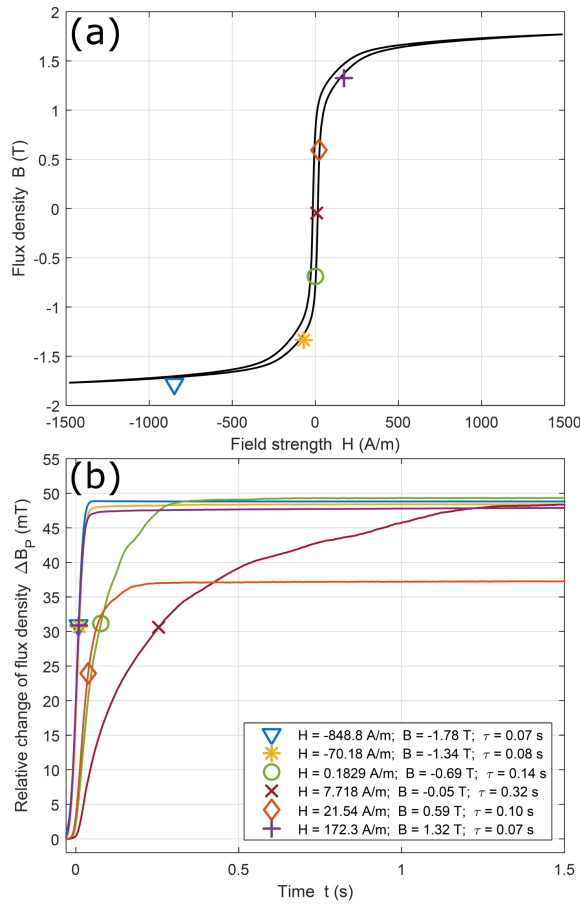 (a)
2
1.5
1
0.5
0
-0.5
-1
-1.5
-2
Flux density B (T)
-1500 -1000 -500 0 500 1000 1500
Field strength H (A/m)
(b)
55
50
45
40
35
30
25
20
15
10
5
0
Relative change of flux density ΔB_P (mT)
H = -848.8 A/m; B = -1.78 T; τ = 0.07 s
H = -70.18 A/m; B = -1.34 T; τ = 0.08 s
H = 0.1829 A/m; B = -0.69 T; τ = 0.14 s
H = 7.718 A/m; B = -0.05 T; τ = 0.32 s
H = 21.54 A/m; B = 0.59 T; τ = 0.10 s
H = 172.3 A/m; B = 1.32 T; τ = 0.07 s
0 0.5 1 1.5
Time t (s)